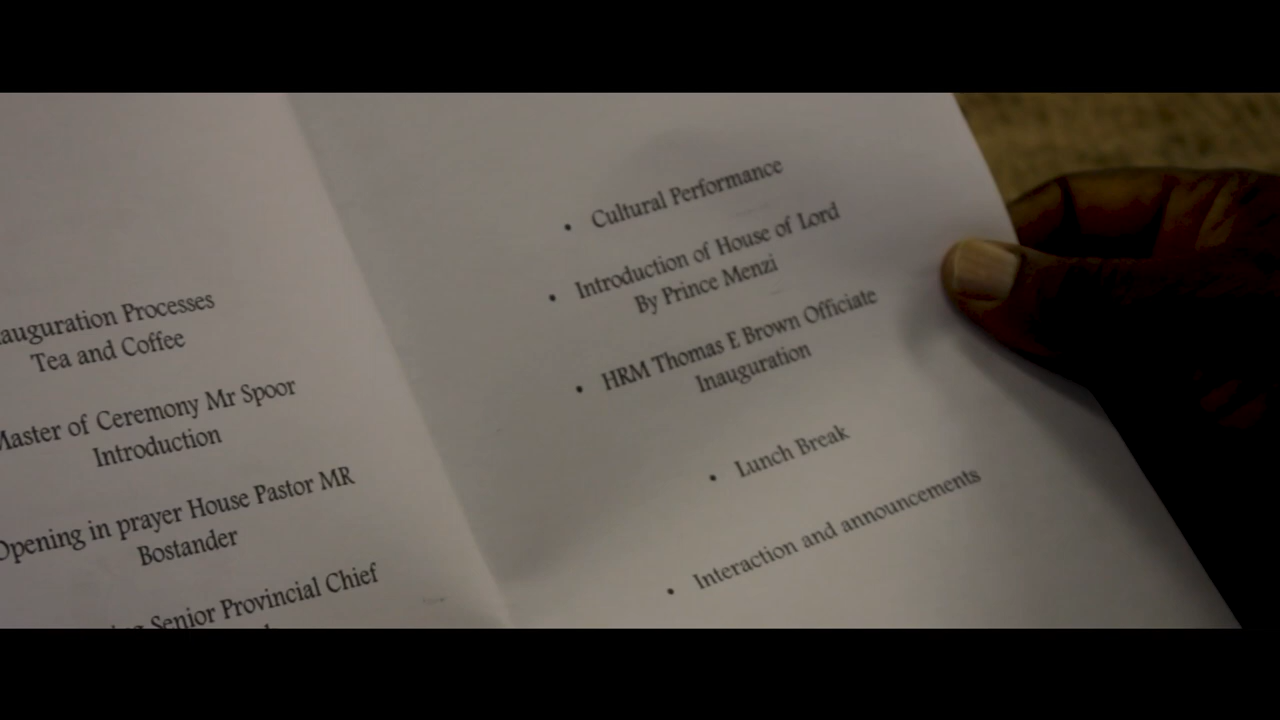 Processes
Tea and Coffee
Master of Ceremony Mr Spoor
Introduction
Opening in prayer House Pastor MR
Bostander
Senior Provincial Chief
• Cultural Performance
• Introduction of House of Lord
By Prince Menzi
• HRM Thomas E Brown Officiate
Inauguration
• Lunch Break
• Interaction and announcements